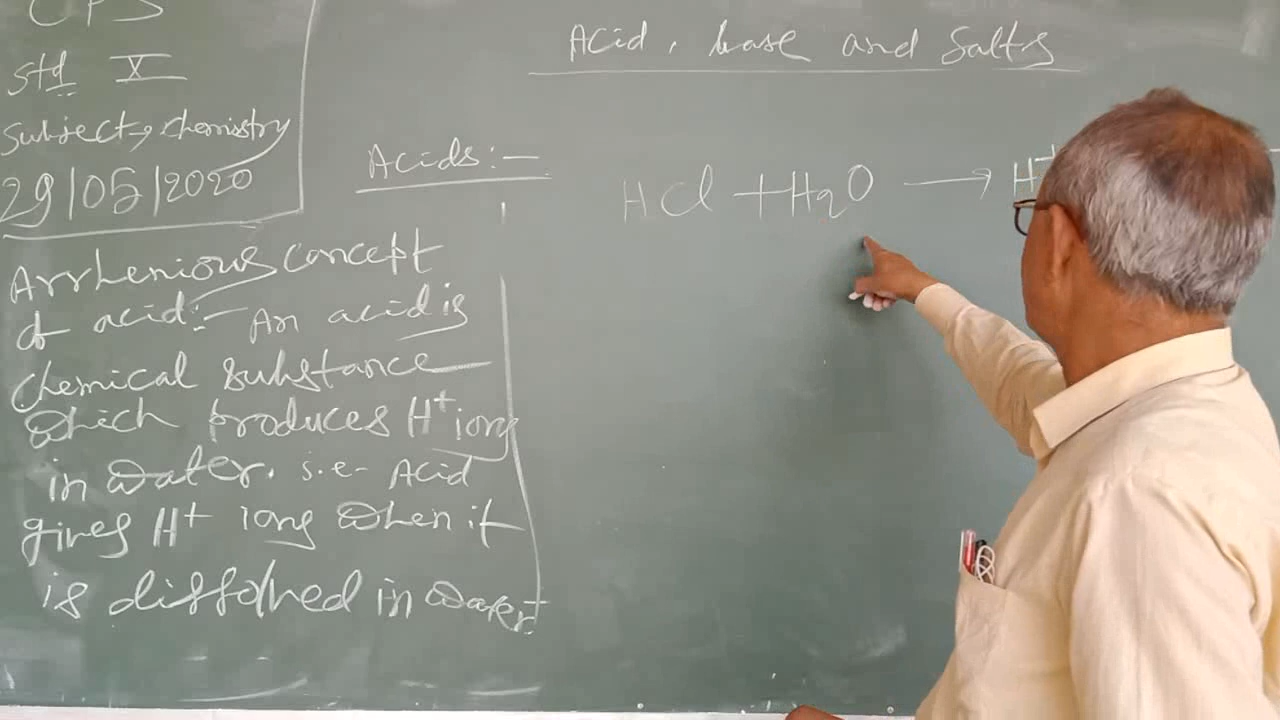 CPS
Std X
Subject → chemistry
29/05/2020
Acid, base and Salts
Acids:-
HCl + H2O → H+
Arrhenious concept
of acid:- An acid is
chemical substance
which produces H+ ions
in water. i.e- Acid
gives H+ ions when it
is dissolved in water